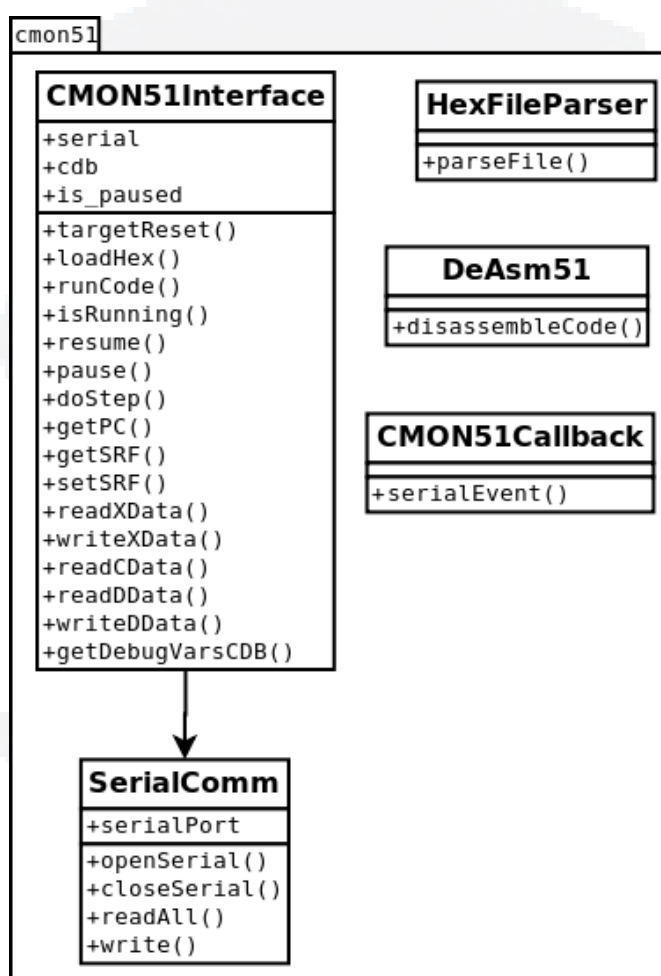 cmon51
CMON51Interface
+serial
+cdb
+is_paused
+targetReset()
+loadHex()
+runCode()
+isRunning()
+resume()
+pause()
+doStep()
+getPC()
+getSRF()
+setSRF()
+readXData()
+writeXData()
+readCData()
+readDData()
+writeDData()
+getDebugVarsCDB()
HexFileParser
+parseFile()
DeAsm51
+disassembleCode()
CMON51Callback
+serialEvent()
SerialComm
+serialPort
+openSerial()
+closeSerial()
+readAll()
+write()